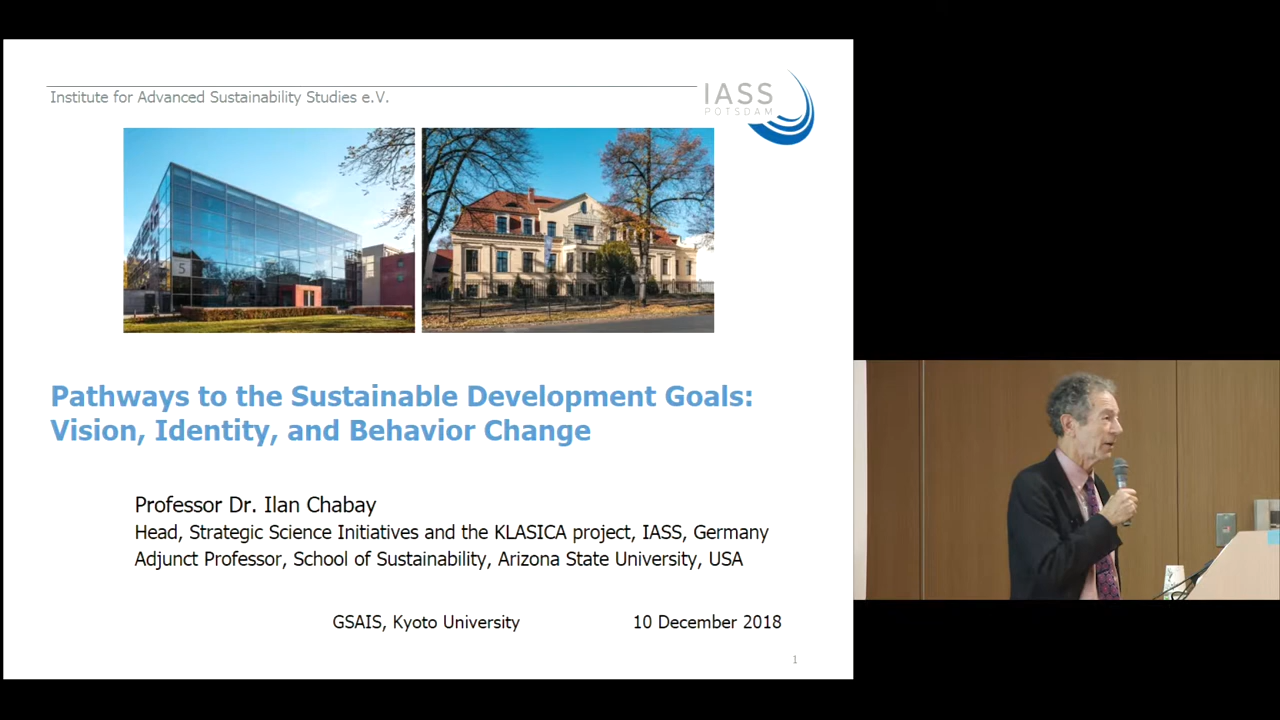 Institute for Advanced Sustainability Studies e.V.
IASS
POTSDAM
5
Pathways to the Sustainable Development Goals:
Vision, Identity, and Behavior Change
Professor Dr. Ilan Chabay
Head, Strategic Science Initiatives and the KLASICA project, IASS, Germany
Adjunct Professor, School of Sustainability, Arizona State University, USA
GSAIS, Kyoto University 10 December 2018
1